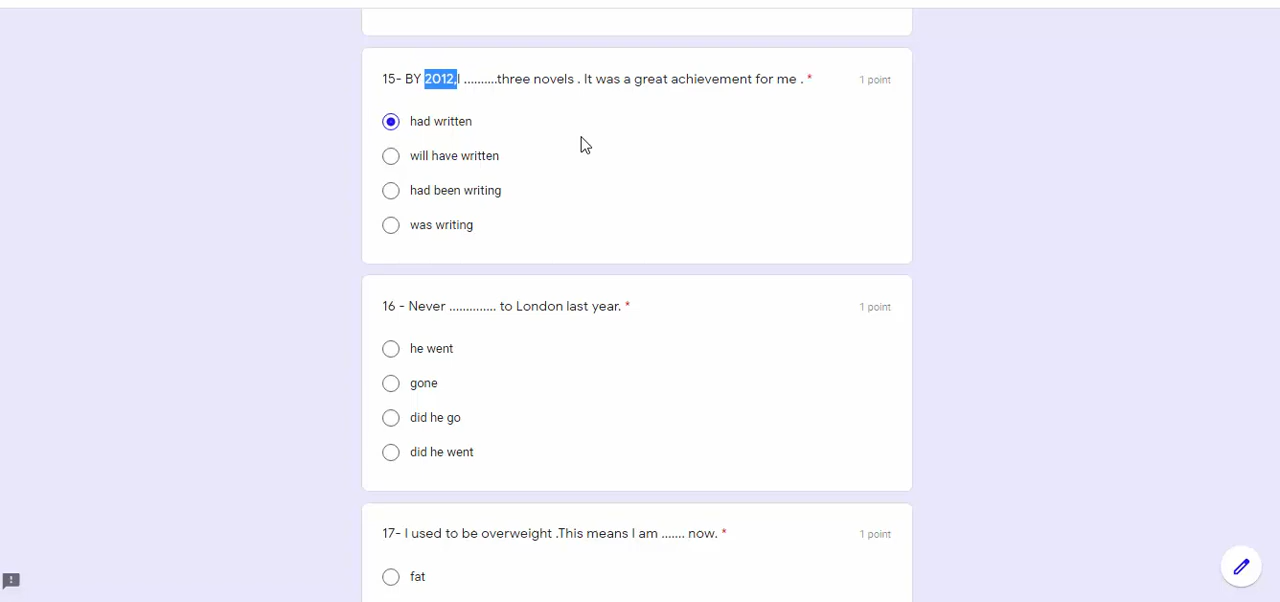 15- BY 2012,I ..........three novels . It was a great achievement for me . *
1 point
had written
will have written
had been writing
was writing
16 - Never .............. to London last year. *
1 point
he went
gone
did he go
did he went
17- I used to be overweight .This means I am ....... now. *
1 point
fat